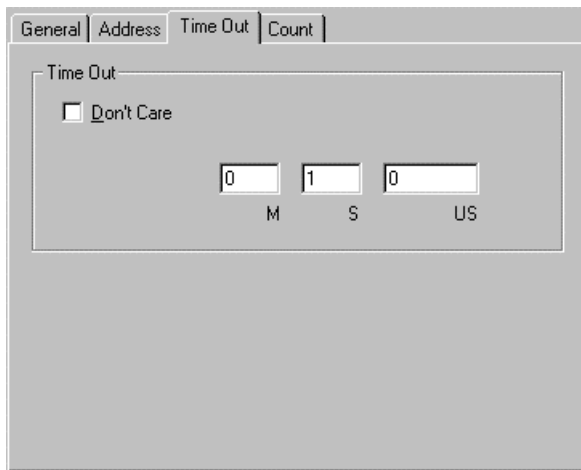 General Address Time Out Count
Time Out
Don't Care
0 1 0
M S US